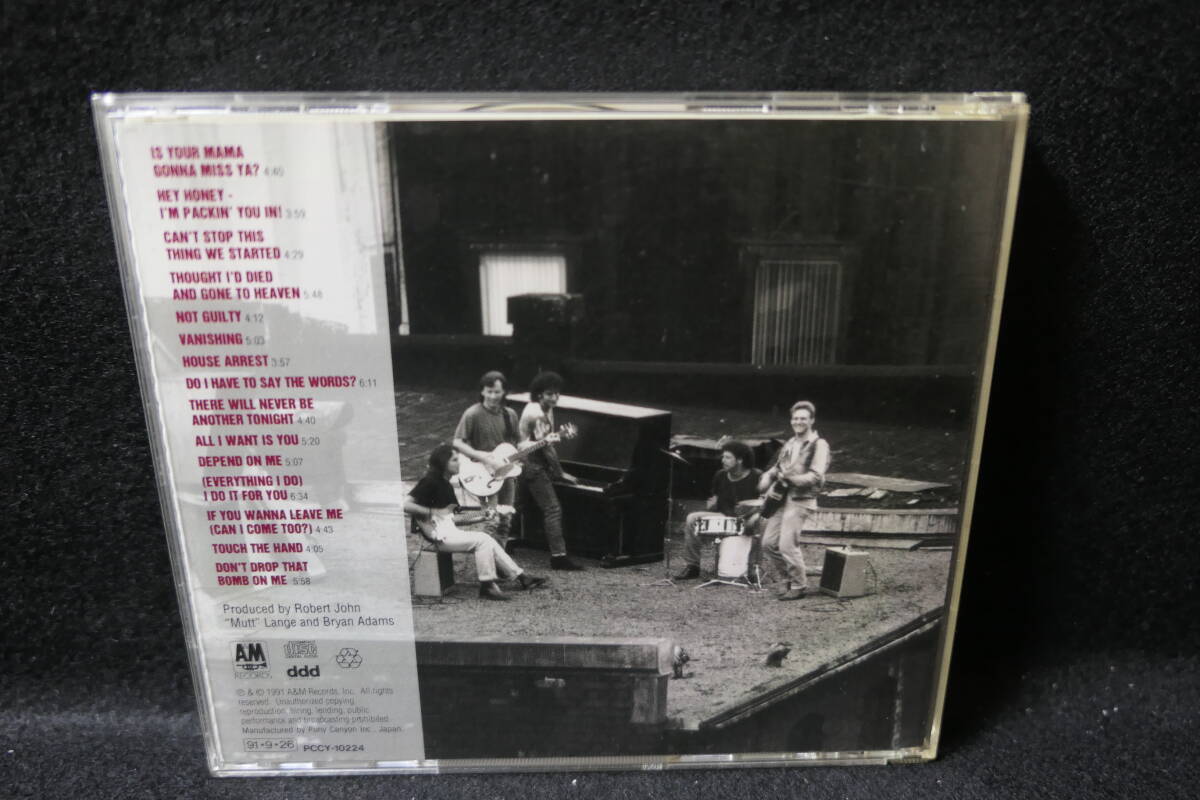 IS YOUR MAMA
GONNA MISS YA? 4:40
HEY HONEY -
I'M PACKIN' YOU IN! 3:59
CAN'T STOP THIS
THING WE STARTED 4:29
THOUGHT I'D DIED
AND GONE TO HEAVEN 5:48
NOT GUILTY 4:12
VANISHING 5:03
HOUSE ARREST 3:57
DO I HAVE TO SAY THE WORDS? 6:11
THERE WILL NEVER BE
ANOTHER TONIGHT 4:40
ALL I WANT IS YOU 5:20
DEPEND ON ME 5:07
(EVERYTHING I DO)
I DO IT FOR YOU 6:34
IF YOU WANNA LEAVE ME
(CAN I COME TOO?) 4:43
TOUCH THE HAND 4:05
DON'T DROP THAT
BOMB ON ME 5:58
Produced by Robert John
"Mutt" Lange and Bryan Adams
AM
RECORDS
COMPACT
disc
DIGITAL AUDIO
ddd
℗ & © 1991 A&M Records, Inc. All rights
reserved. Unauthorized copying,
reproduction, hiring, lending, public
performance and broadcasting prohibited.
Manufactured by Pony Canyon Inc., Japan.
91·9·26 PCCY-10224